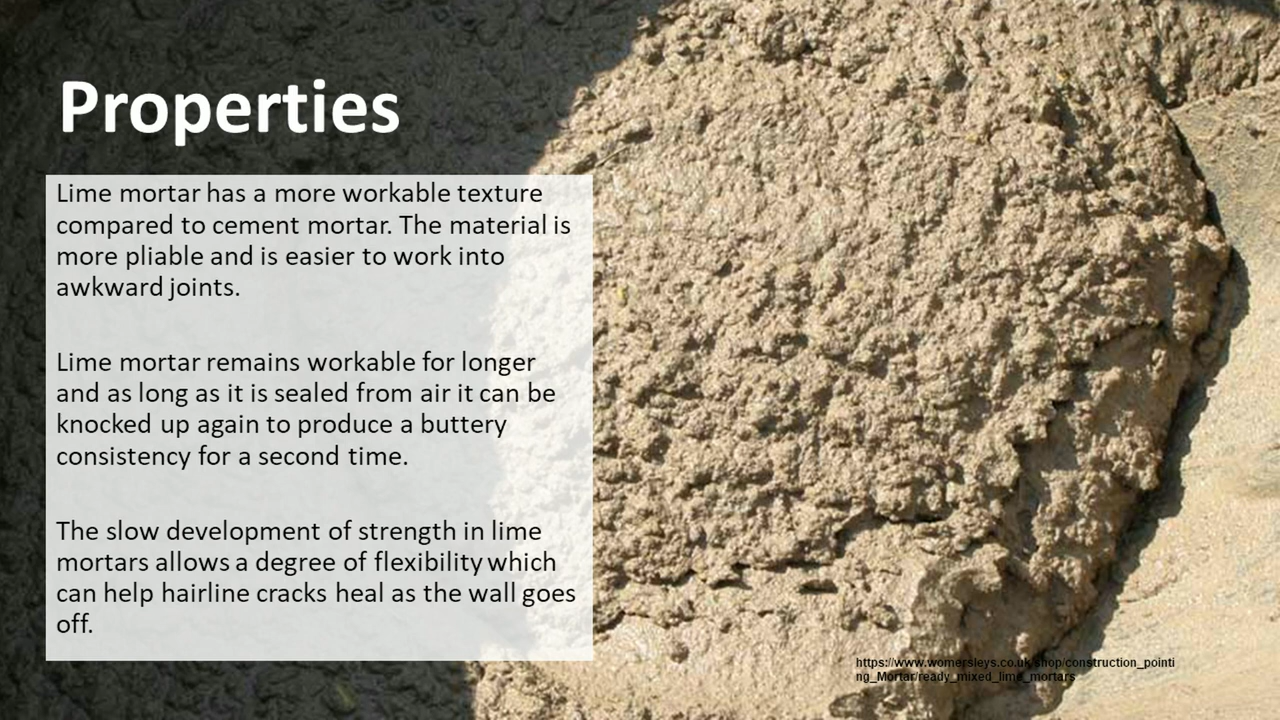 Properties
Lime mortar has a more workable texture
compared to cement mortar. The material is
more pliable and is easier to work into
awkward joints.
Lime mortar remains workable for longer
and as long as it is sealed from air it can be
knocked up again to produce a buttery
consistency for a second time.
The slow development of strength in lime
mortars allows a degree of flexibility which
can help hairline cracks heal as the wall goes
off.
https://www.womersleys.co.uk/shop/construction_pointi
ng_Mortar/ready_mixed_lime_mortars